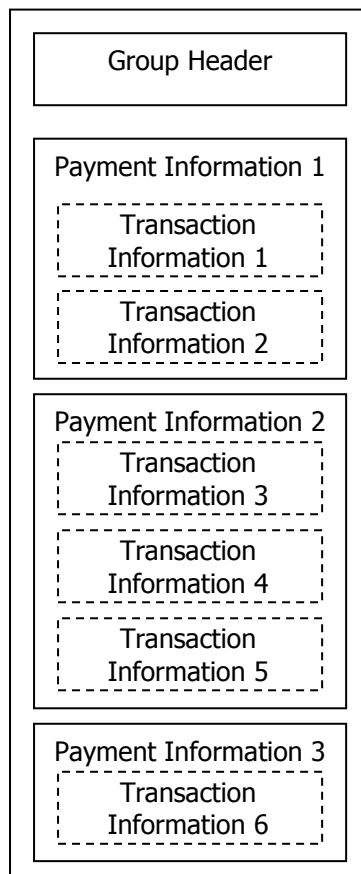 Group Header
Payment Information 1
Transaction
Information 1
Transaction
Information 2
Payment Information 2
Transaction
Information 3
Transaction
Information 4
Transaction
Information 5
Payment Information 3
Transaction
Information 6